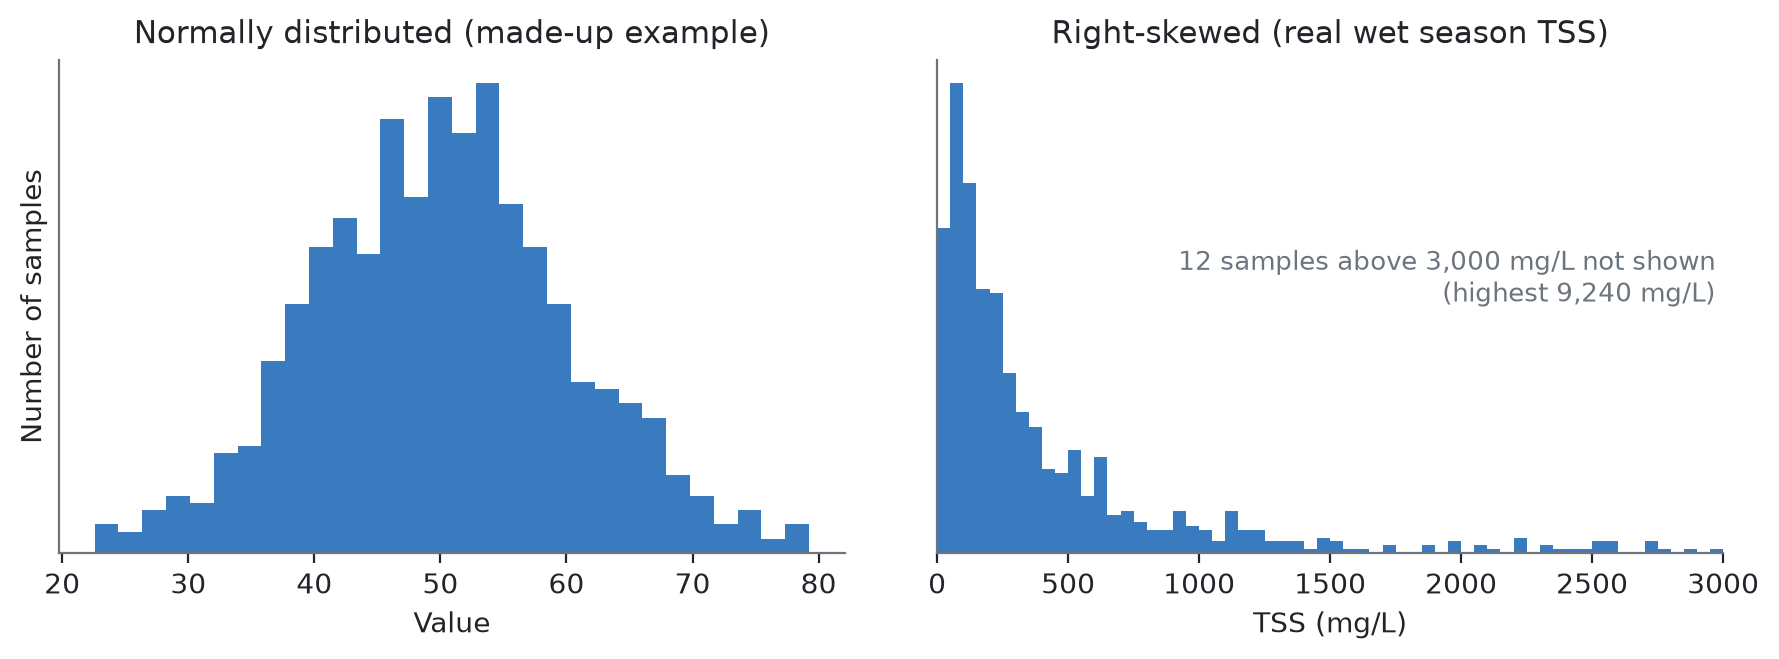 Normally distributed (made-up example)
Number of samples
20 30 40 50 60 70 80
Value
Right-skewed (real wet season TSS)
12 samples above 3,000 mg/L not shown
(highest 9,240 mg/L)
0 500 1000 1500 2000 2500 3000
TSS (mg/L)